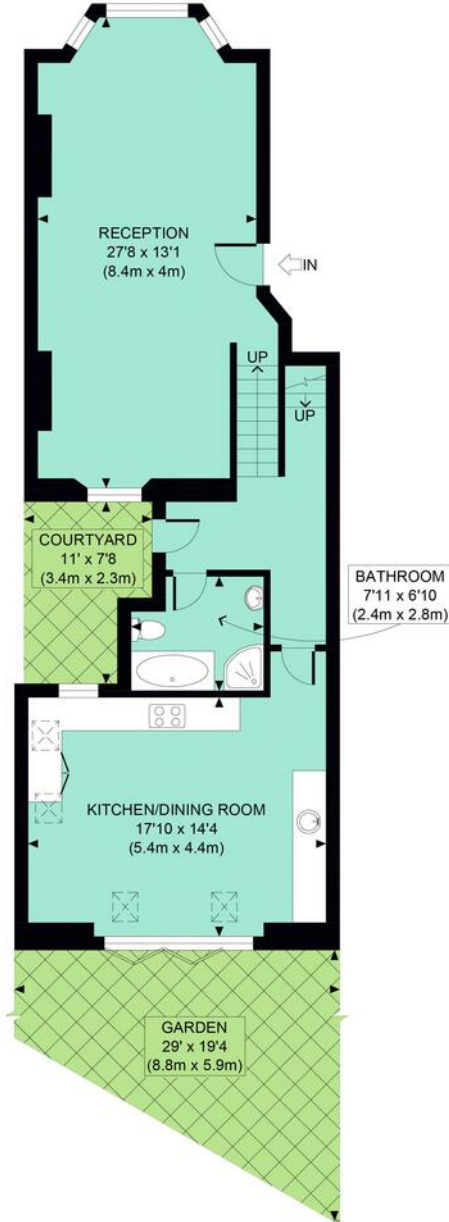 RECEPTION
27'8 x 13'1
(8.4m x 4m)
IN
UP
UP
COURTYARD
11' x 7'8
(3.4m x 2.3m)
BATHROOM
7'11 x 6'10
(2.4m x 2.8m)
KITCHEN/DINING ROOM
17'10 x 14'4
(5.4m x 4.4m)
GARDEN
29' x 19'4
(8.8m x 5.9m)